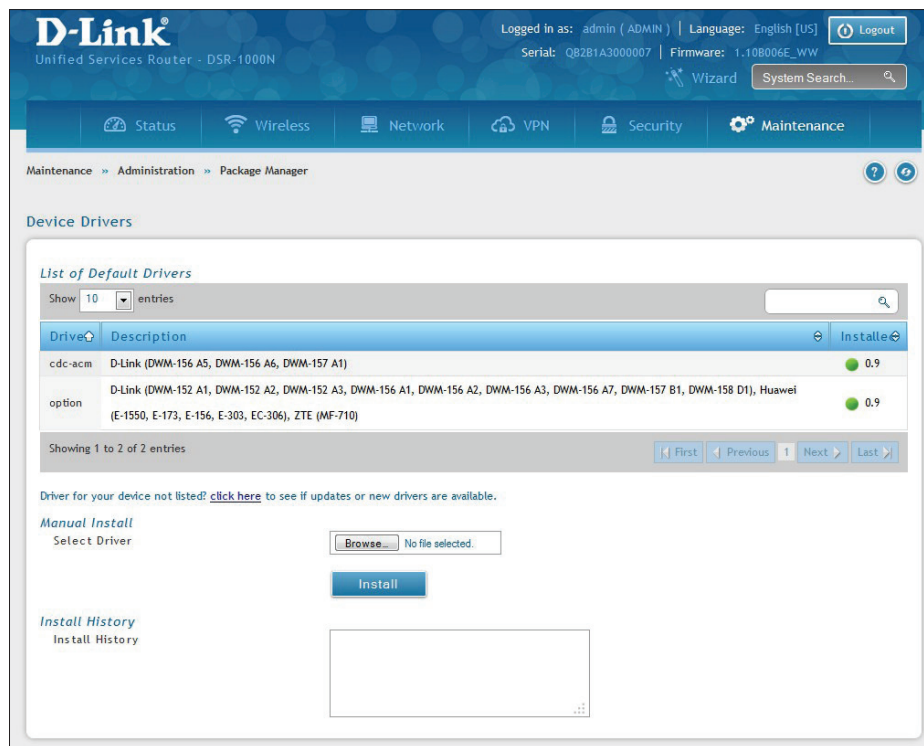 D-Link®
Unified Services Router - DSR-1000N
Logged in as: admin ( ADMIN ) | Language: English [US]
Logout
Serial: QB2B1A3000007 | Firmware: 1.10B006E_WW
Wizard
System Search...
Status
Wireless
Network
VPN
Security
Maintenance
Maintenance » Administration » Package Manager
?
Device Drivers
List of Default Drivers
Show 10 entries
Drive Description Installe
cdc-acm D-Link (DWM-156 A5, DWM-156 A6, DWM-157 A1) 0.9
D-Link (DWM-152 A1, DWM-152 A2, DWM-152 A3, DWM-156 A1, DWM-156 A2, DWM-156 A3, DWM-156 A7, DWM-157 B1, DWM-158 D1), Huawei
option 0.9
(E-1550, E-173, E-156, E-303, EC-306), ZTE (MF-710)
Showing 1 to 2 of 2 entries
First Previous 1 Next Last
Driver for your device not listed? click here to see if updates or new drivers are available.
Manual Install
Select Driver
Browse... No file selected.
Install
Install History
Install History